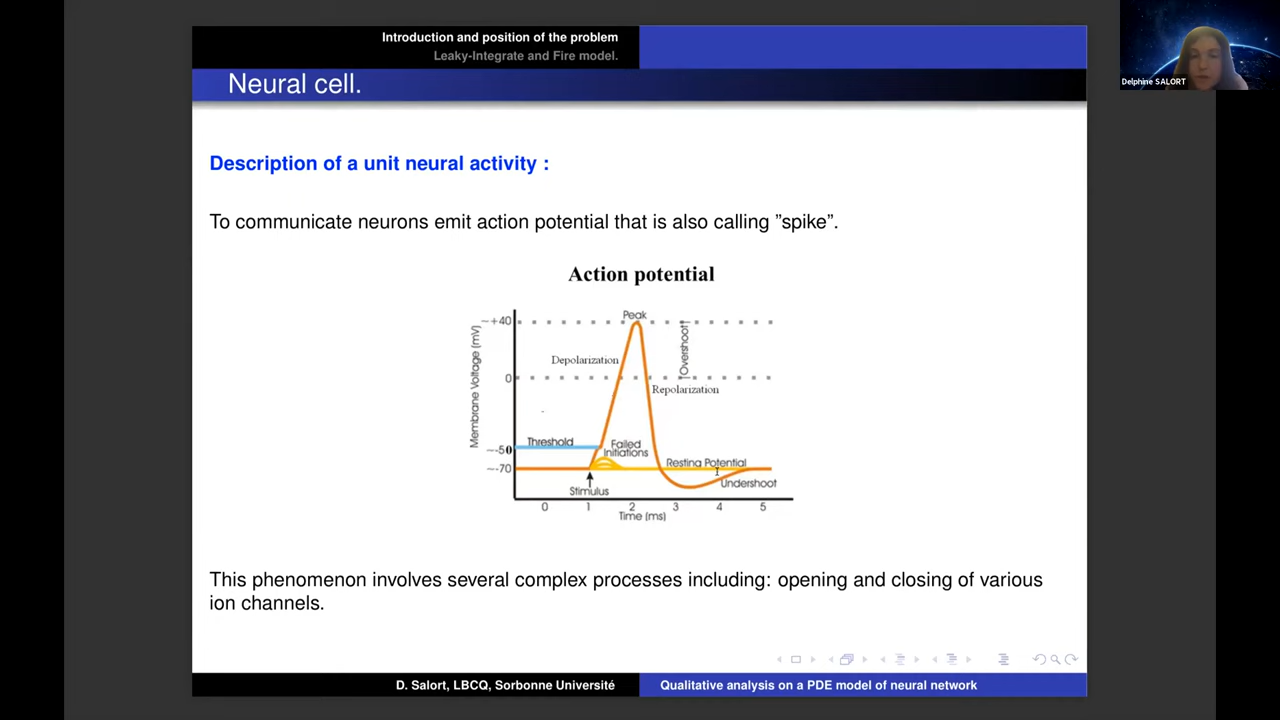 Introduction and position of the problem
Leaky-Integrate and Fire model.
Delphine SALORT
Neural cell.
Description of a unit neural activity :
To communicate neurons emit action potential that is also calling ”spike”.
Action potential
Membrane Voltage (mV)
~+40
0
~-50
~-70
Peak
Overshoot
Depolarization
Repolarization
Threshold
Failed
Initiations
Resting Potential
Undershoot
Stimulus
0 1 2 3 4 5
Time (ms)
This phenomenon involves several complex processes including: opening and closing of various
ion channels.
D. Salort, LBCQ, Sorbonne Université
Qualitative analysis on a PDE model of neural network